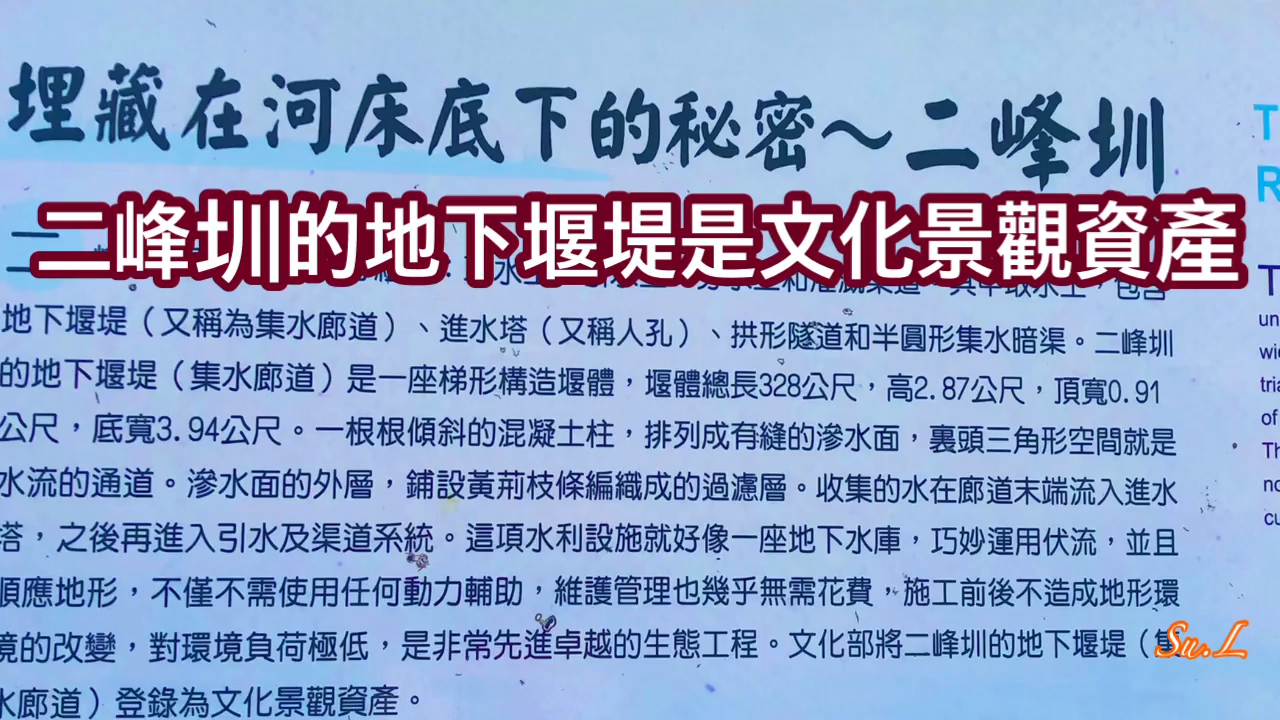 埋藏在河床底下的秘密～二峰圳
二峰圳的地下堰堤是文化景觀資產
地下堰堤（又稱為集水廊道）、進水塔（又稱人孔）、拱形隧道和半圓形集水暗渠。二峰圳
的地下堰堤（集水廊道）是一座梯形構造堰體，堰體總長328公尺，高2.87公尺，頂寬0.91
公尺，底寬3.94公尺。一根根傾斜的混凝土柱，排列成有縫的滲水面，裏頭三角形空間就是
水流的通道。滲水面的外層，鋪設黃荊枝條編織成的過濾層。收集的水在廊道末端流入進水
塔，之後再進入引水及渠道系統。這項水利設施就好像一座地下水庫，巧妙運用伏流，並且
順應地形，不僅不需使用任何動力輔助，維護管理也幾乎無需花費，施工前後不造成地形環
境的改變，對環境負荷極低，是非常先進卓越的生態工程。文化部將二峰圳的地下堰堤（集
水廊道）登錄為文化景觀資產。
T
R
T
un
wi
tri
of
Th
no
cu
Su.L